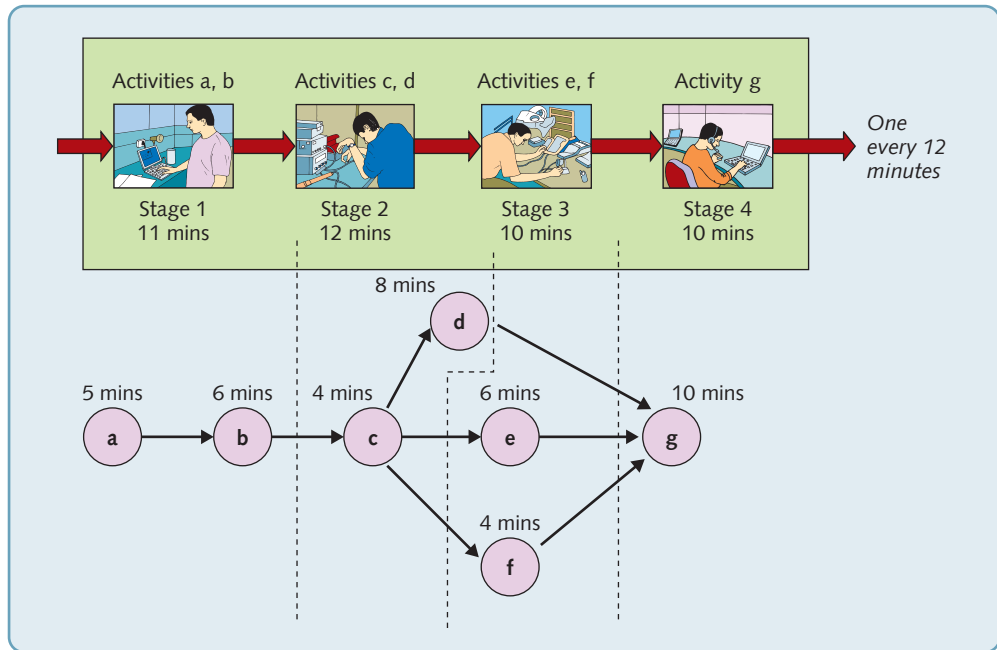 Activities a, b
Activities c, d
Activities e, f
Activity g
One
every 12
minutes
Stage 1
11 mins
Stage 2
12 mins
Stage 3
10 mins
Stage 4
10 mins
8 mins
d
5 mins
6 mins
4 mins
6 mins
10 mins
a
b
c
e
g
4 mins
f